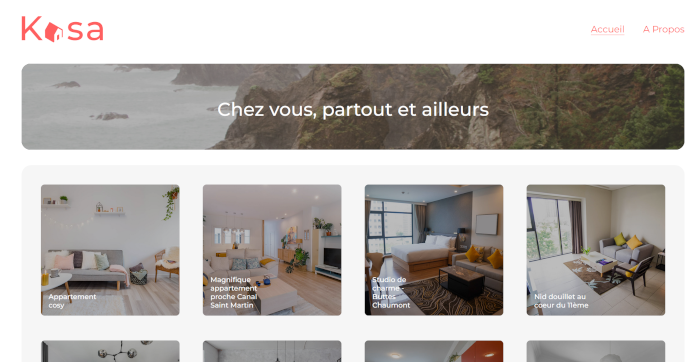 Kasa
Accueil
A Propos
Chez vous, partout et ailleurs
Appartement
cosy
Magnifique
appartement
proche Canal
Saint Martin
Studio de
charme -
Buttes
Chaumont
Nid douillet au
coeur du 11ème